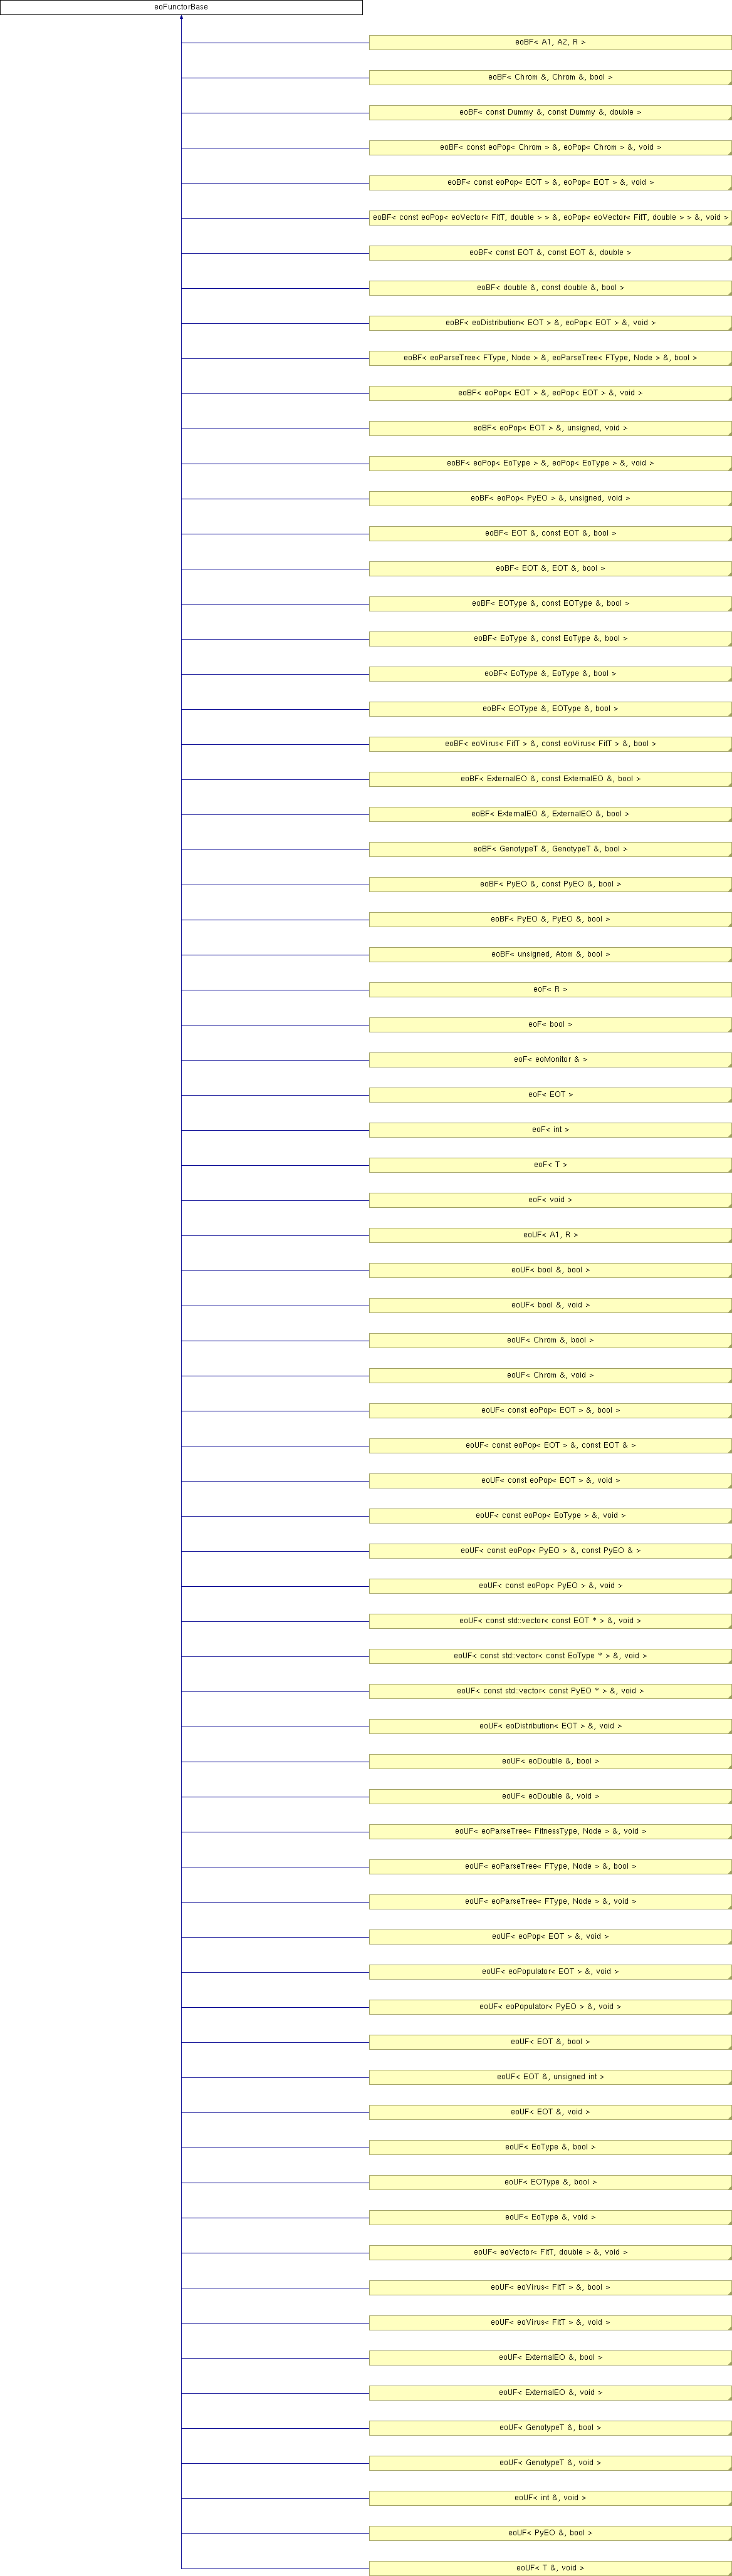 eoFunctorBase
eoBF< A1, A2, R >
eoBF< Chrom &, Chrom &, bool >
eoBF< const Dummy &, const Dummy &, double >
eoBF< const eoPop< Chrom > &, eoPop< Chrom > &, void >
eoBF< const eoPop< EOT > &, eoPop< EOT > &, void >
eoBF< const eoPop< eoVector< FitT, double > > &, eoPop< eoVector< FitT, double > > &, void >
eoBF< const EOT &, const EOT &, double >
eoBF< double &, const double &, bool >
eoBF< eoDistribution< EOT > &, eoPop< EOT > &, void >
eoBF< eoParseTree< FType, Node > &, eoParseTree< FType, Node > &, bool >
eoBF< eoPop< EOT > &, eoPop< EOT > &, void >
eoBF< eoPop< EOT > &, unsigned, void >
eoBF< eoPop< EoType > &, eoPop< EoType > &, void >
eoBF< eoPop< PyEO > &, unsigned, void >
eoBF< EOT &, const EOT &, bool >
eoBF< EOT &, EOT &, bool >
eoBF< EOType &, const EOType &, bool >
eoBF< EoType &, const EoType &, bool >
eoBF< EoType &, EoType &, bool >
eoBF< EOType &, EOType &, bool >
eoBF< eoVirus< FitT > &, const eoVirus< FitT > &, bool >
eoBF< ExternalEO &, const ExternalEO &, bool >
eoBF< ExternalEO &, ExternalEO &, bool >
eoBF< GenotypeT &, GenotypeT &, bool >
eoBF< PyEO &, const PyEO &, bool >
eoBF< PyEO &, PyEO &, bool >
eoBF< unsigned, Atom &, bool >
eoF< R >
eoF< bool >
eoF< eoMonitor & >
eoF< EOT >
eoF< int >
eoF< T >
eoF< void >
eoUF< A1, R >
eoUF< bool &, bool >
eoUF< bool &, void >
eoUF< Chrom &, bool >
eoUF< Chrom &, void >
eoUF< const eoPop< EOT > &, bool >
eoUF< const eoPop< EOT > &, const EOT & >
eoUF< const eoPop< EOT > &, void >
eoUF< const eoPop< EoType > &, void >
eoUF< const eoPop< PyEO > &, const PyEO & >
eoUF< const eoPop< PyEO > &, void >
eoUF< const std::vector< const EOT * > &, void >
eoUF< const std::vector< const EoType * > &, void >
eoUF< const std::vector< const PyEO * > &, void >
eoUF< eoDistribution< EOT > &, void >
eoUF< eoDouble &, bool >
eoUF< eoDouble &, void >
eoUF< eoParseTree< FitnessType, Node > &, void >
eoUF< eoParseTree< FType, Node > &, bool >
eoUF< eoParseTree< FType, Node > &, void >
eoUF< eoPop< EOT > &, void >
eoUF< eoPopulator< EOT > &, void >
eoUF< eoPopulator< PyEO > &, void >
eoUF< EOT &, bool >
eoUF< EOT &, unsigned int >
eoUF< EOT &, void >
eoUF< EoType &, bool >
eoUF< EOType &, bool >
eoUF< EoType &, void >
eoUF< eoVector< FitT, double > &, void >
eoUF< eoVirus< FitT > &, bool >
eoUF< eoVirus< FitT > &, void >
eoUF< ExternalEO &, bool >
eoUF< ExternalEO &, void >
eoUF< GenotypeT &, bool >
eoUF< GenotypeT &, void >
eoUF< int &, void >
eoUF< PyEO &, bool >
eoUF< T &, void >